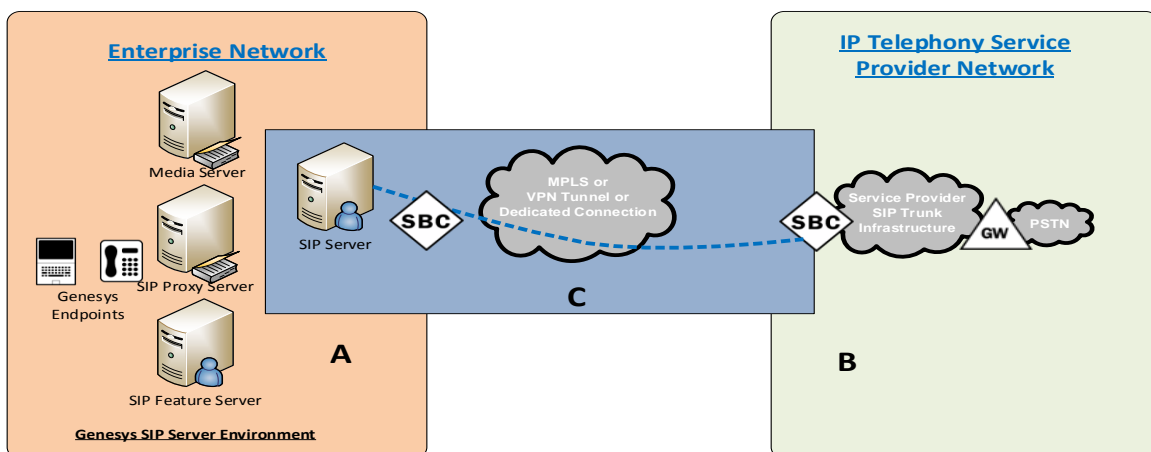 Enterprise Network
Media Server
SIP Server
SBC
Genesys
Endpoints
SIP Proxy Server
SIP Feature Server
A
Genesys SIP Server Environment
MPLS or
VPN Tunnel or
Dedicated Connection
C
IP Telephony Service
Provider Network
SBC
Service Provider
SIP Trunk
Infrastructure
GW
PSTN
B